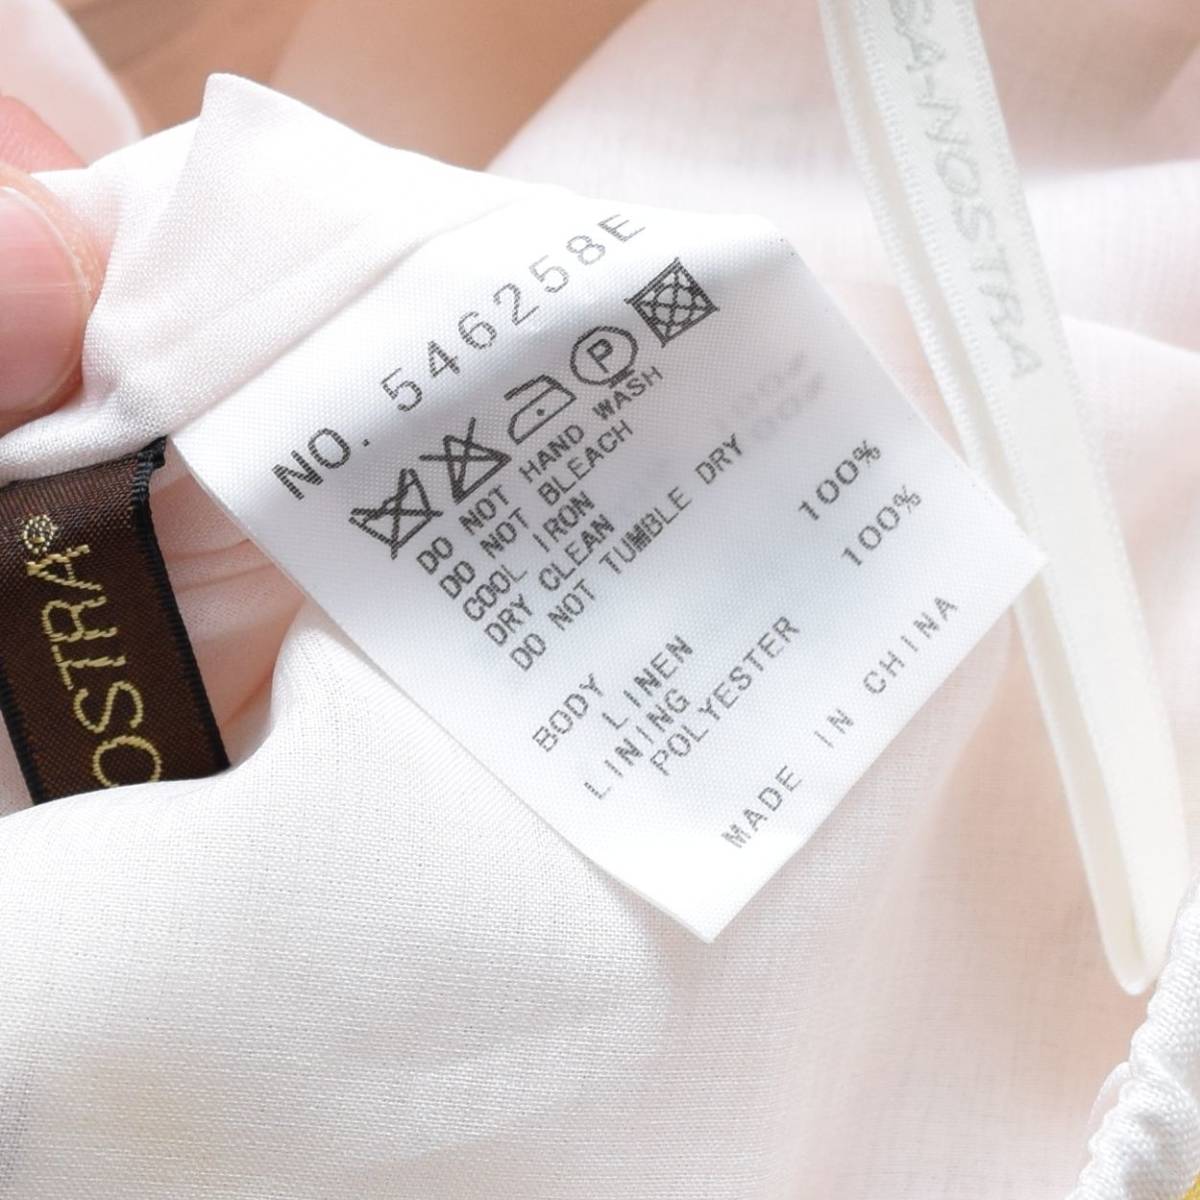 NO. 546258E
P
DO NOT HAND WASH
DO NOT BLEACH
COOL IRON
DRY CLEAN
DO NOT TUMBLE DRY
BODY
LINEN 100%
LINING
POLYESTER 100%
MADE IN CHINA
OSTRA®
SA-NOSTRA